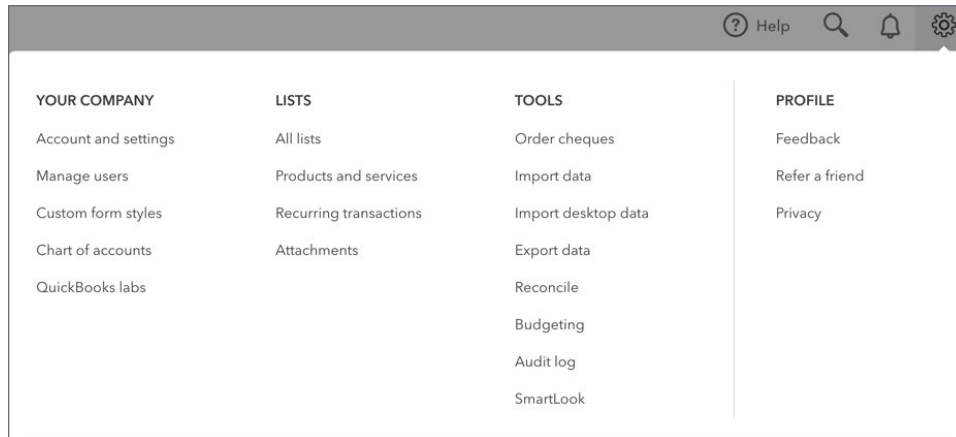 Help
YOUR COMPANY
Account and settings
Manage users
Custom form styles
Chart of accounts
QuickBooks labs
LISTS
All lists
Products and services
Recurring transactions
Attachments
TOOLS
Order cheques
Import data
Import desktop data
Export data
Reconcile
Budgeting
Audit log
SmartLook
PROFILE
Feedback
Refer a friend
Privacy